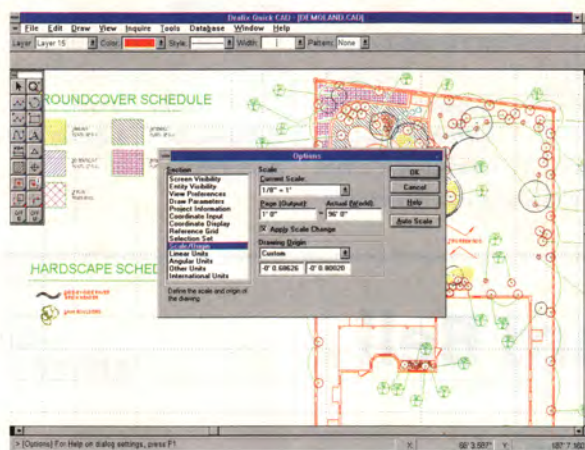 Drafix Quick CAD - [DEMOLAND.CAD]
File Edit Draw View Inquire Tools Database Window Help
Layer: Layer 15 Color: Style: Width: Pattern: None
ROUNDCOVER SCHEDULE
Options
Section
Screen Visibility
Entity Visibility
View Preferences
Draw Parameters
Project Information
Coordinate Input
Coordinate Display
Reference Grid
Selection Set
Scale/Origin
Linear Units
Angular Units
Other Units
International Units
Define the scale and origin of
the drawing
Scale
Current Scale:
1/8" = 1'
Page (Output): Actual (World):
1' 0" = 96' 0"
Apply Scale Change
Drawing Origin
Custom
-0' 0.68626 -0' 0.80020
OK
Cancel
Help
Auto Scale
HARDSCAPE SCHED
> [Options] For Help on dialog settings, press F1
X: 66' 3.587" Y: